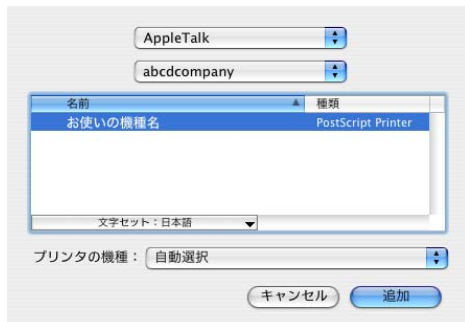 AppleTalk
abcdcompany
名前 種類
お使いの機種名 PostScript Printer
文字セット：日本語
プリンタの機種： 自動選択
キャンセル 追加